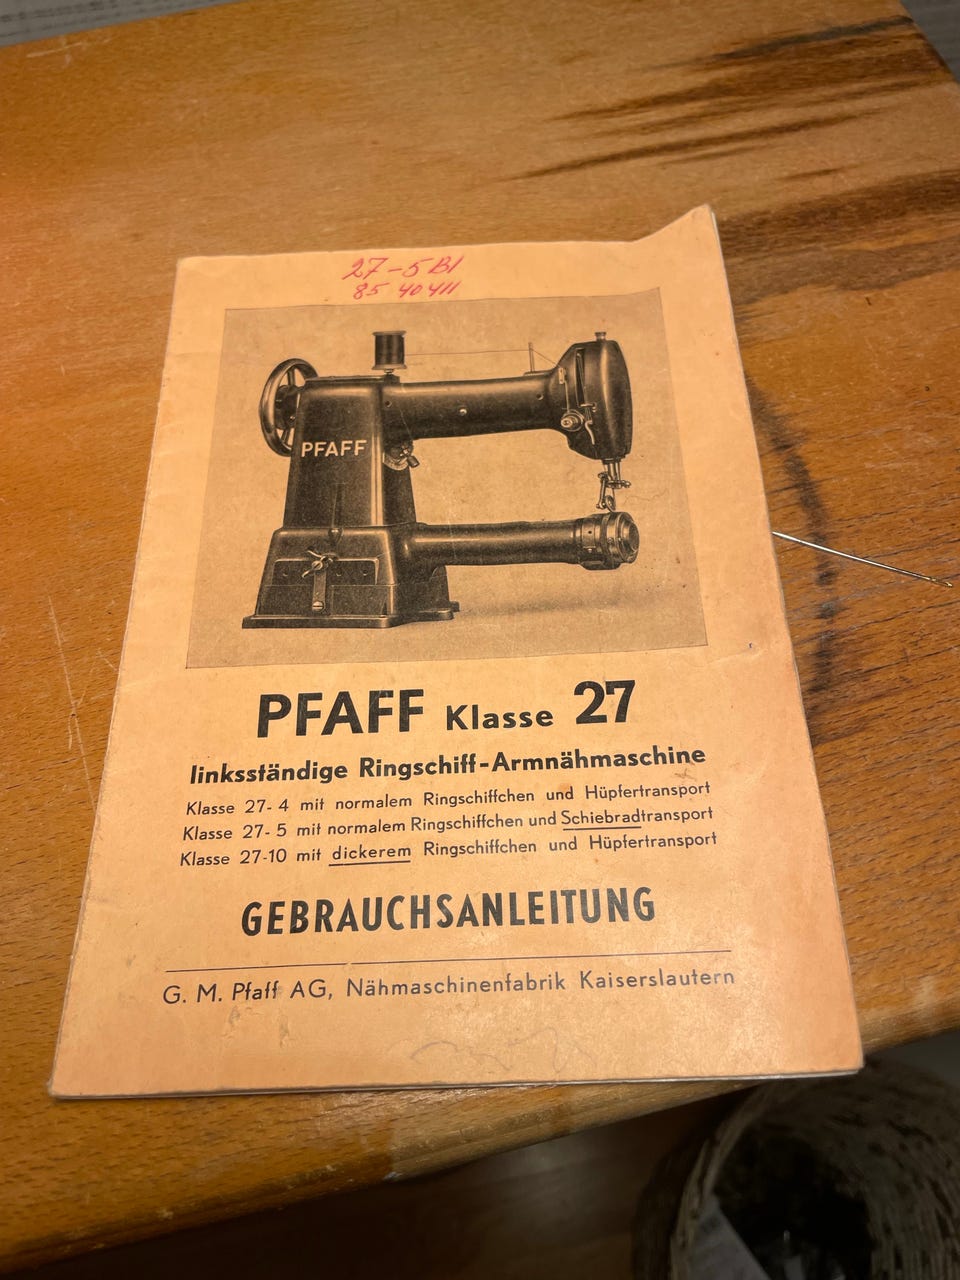 27-5 Bl
85 40 411
PFAFF
PFAFF Klasse 27
linksständige Ringschiff-Armnähmaschine
Klasse 27- 4 mit normalem Ringschiffchen und Hüpfertransport
Klasse 27- 5 mit normalem Ringschiffchen und Schiebradtransport
Klasse 27-10 mit dickerem Ringschiffchen und Hüpfertransport
GEBRAUCHSANLEITUNG
G. M. Pfaff AG, Nähmaschinenfabrik Kaiserslautern